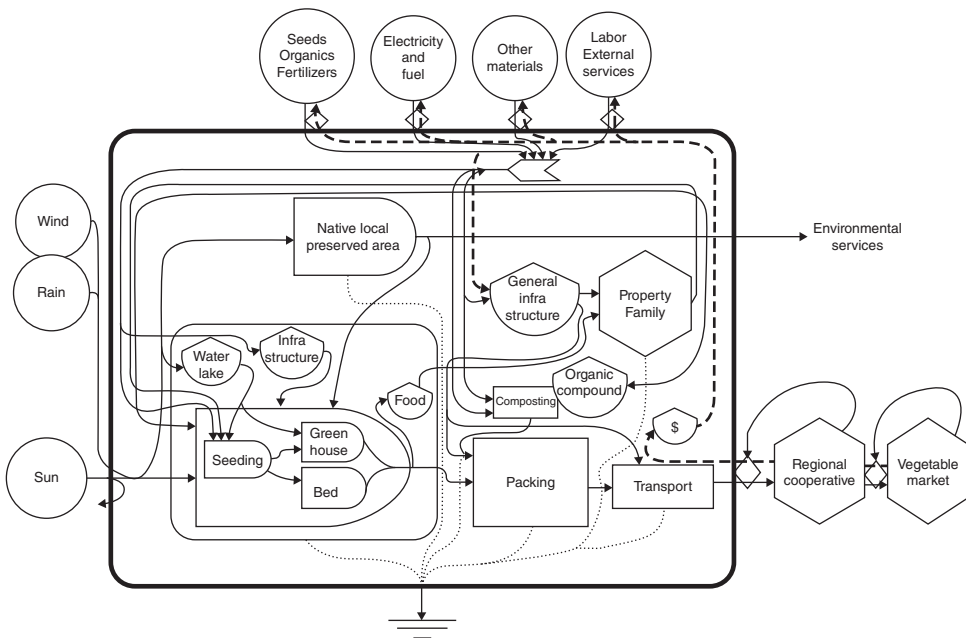 Seeds
Organics
Fertilizers
Electricity
and
fuel
Other
materials
Labor
External
services
Wind
Rain
Sun
Native local
preserved area
Environmental
services
General
infra
structure
Property
Family
Water
lake
Infra
structure
Food
Composting
Organic
compound
$
Seeding
Green
house
Bed
Packing
Transport
Regional
cooperative
Vegetable
market